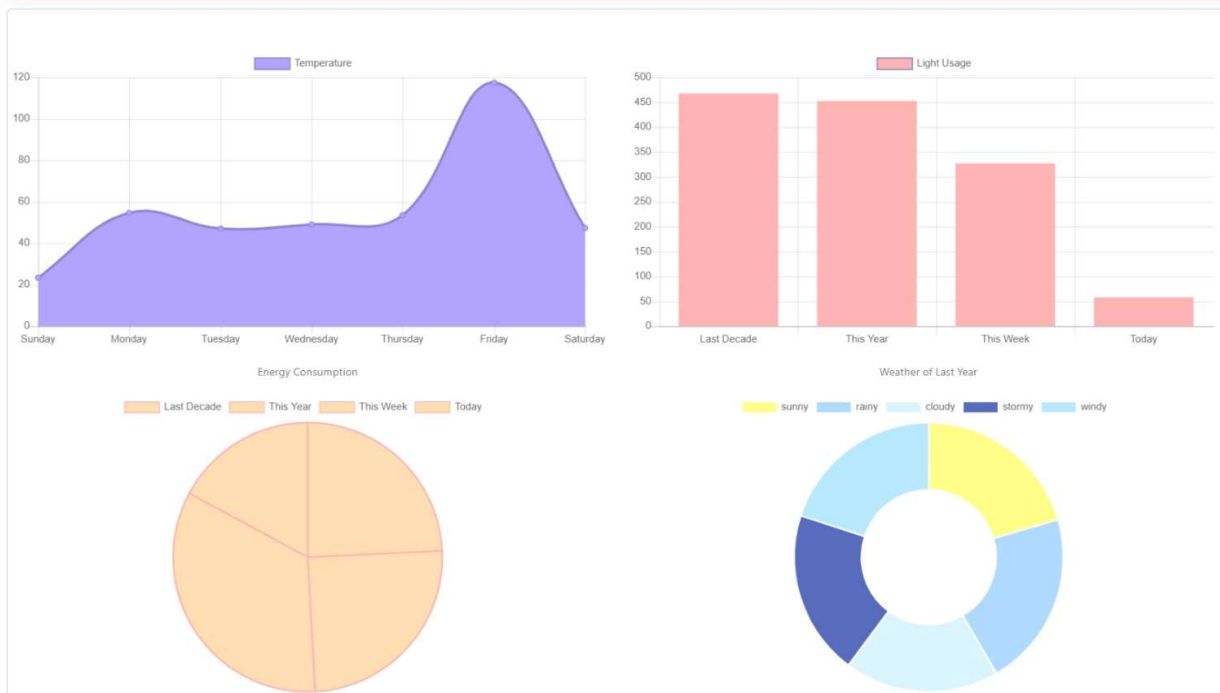 Temperature
120
100
80
60
40
20
0
Sunday Monday Tuesday Wednesday Thursday Friday Saturday
Light Usage
500
450
400
350
300
250
200
150
100
50
0
Last Decade This Year This Week Today
Energy Consumption
Last Decade This Year This Week Today
Weather of Last Year
sunny rainy cloudy stormy windy